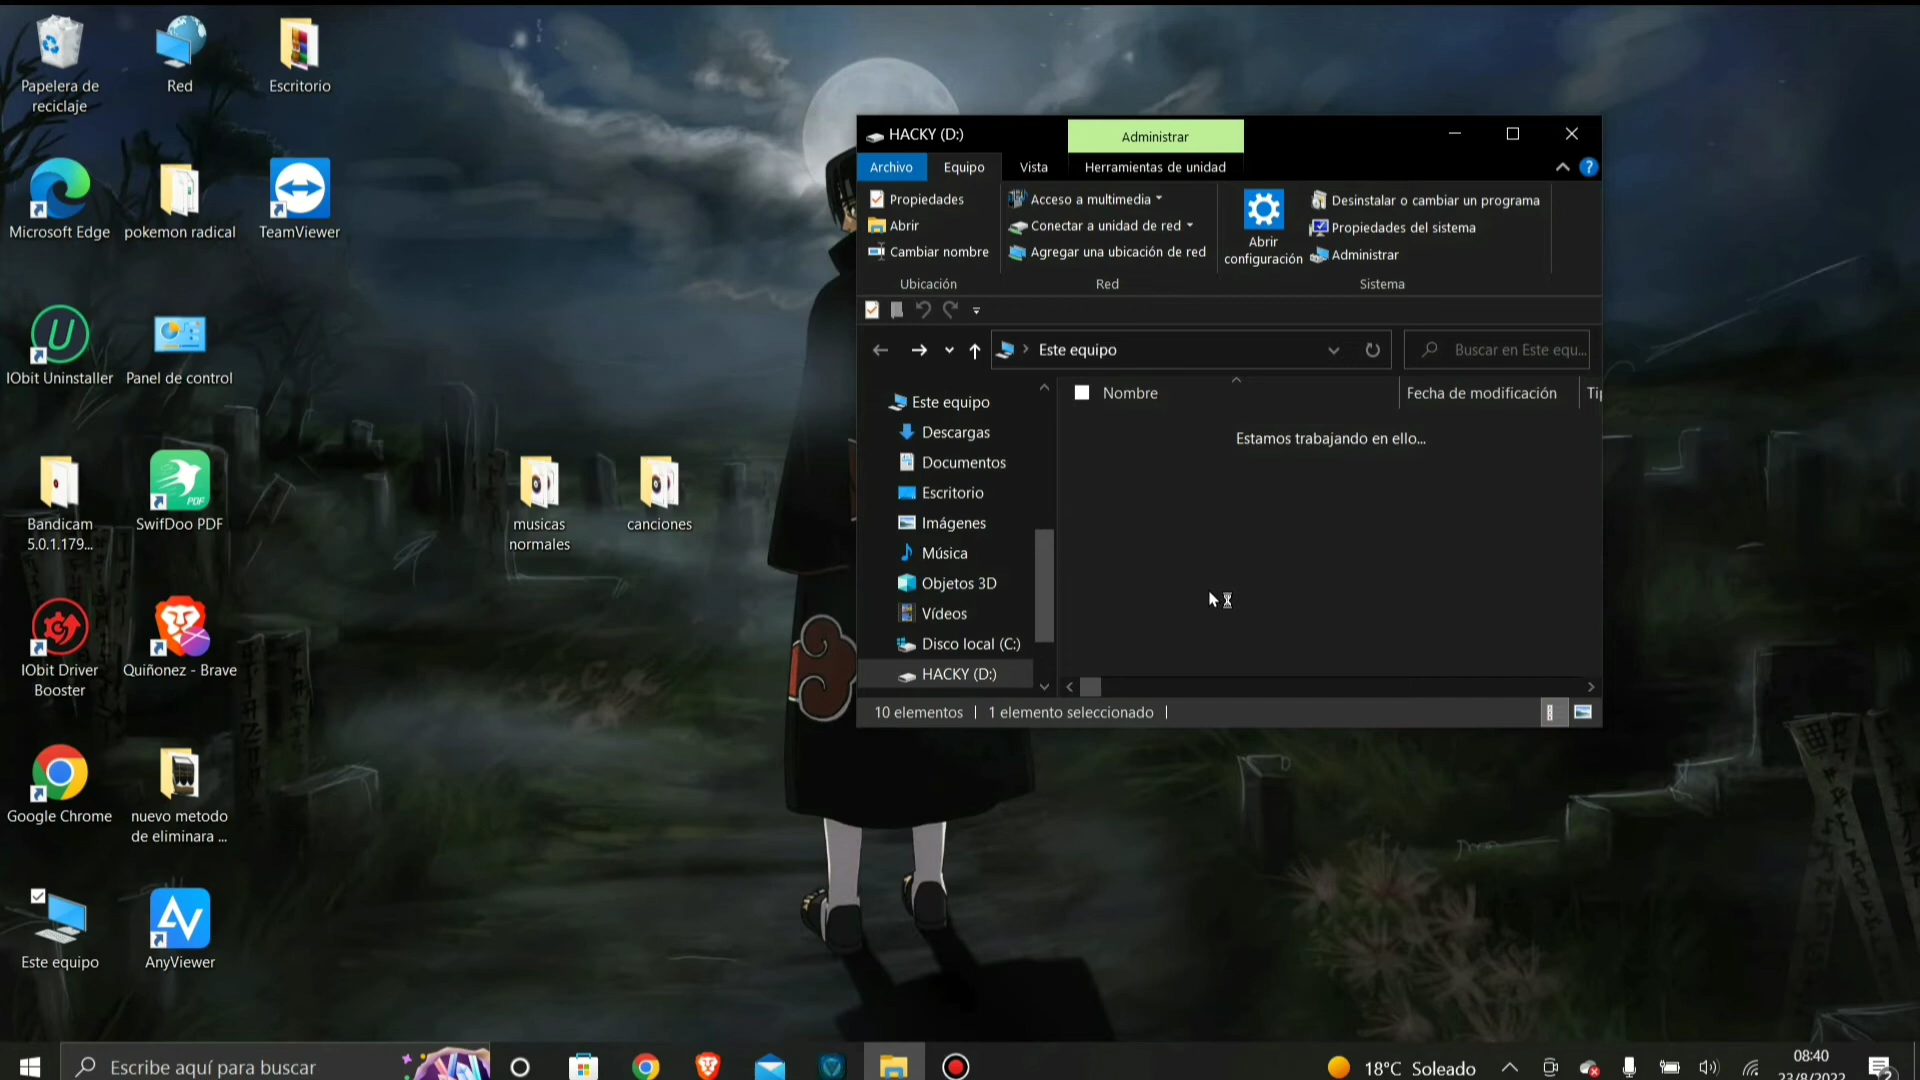 Papelera de
reciclaje
Red
Escritorio
Microsoft Edge
pokemon radical
TeamViewer
IObit Uninstaller
Panel de control
Bandicam
5.0.1.179...
SwifDoo PDF
PDF
musicas
normales
canciones
IObit Driver
Booster
Quiñonez - Brave
Google Chrome
nuevo metodo
de eliminara ...
Este equipo
AnyViewer
HACKY (D:)
Administrar
Archivo
Equipo
Vista
Herramientas de unidad
Propiedades
Abrir
Cambiar nombre
Ubicación
Acceso a multimedia
Conectar a unidad de red
Agregar una ubicación de red
Red
Abrir
configuración
Desinstalar o cambiar un programa
Propiedades del sistema
Administrar
Sistema
Este equipo
Buscar en Este equ...
Este equipo
Descargas
Documentos
Escritorio
Imágenes
Música
Objetos 3D
Vídeos
Disco local (C:)
HACKY (D:)
Nombre
Fecha de modificación
Tip
Estamos trabajando en ello...
10 elementos
1 elemento seleccionado
Escribe aquí para buscar
18°C Soleado
08:40
23/8/2022
2